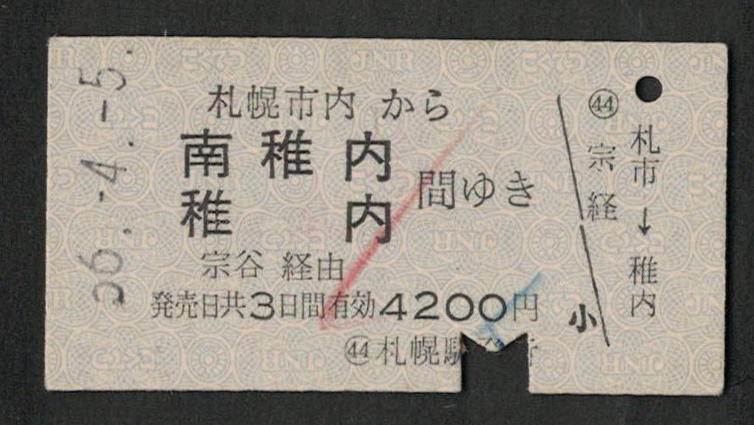 56.-4.-5.
札幌市内 から
南稚内
稚内
間ゆき
宗谷 経由
発売日共3日間有効4200円
㊹札幌駅
㊹
宗経
札市→稚内
小